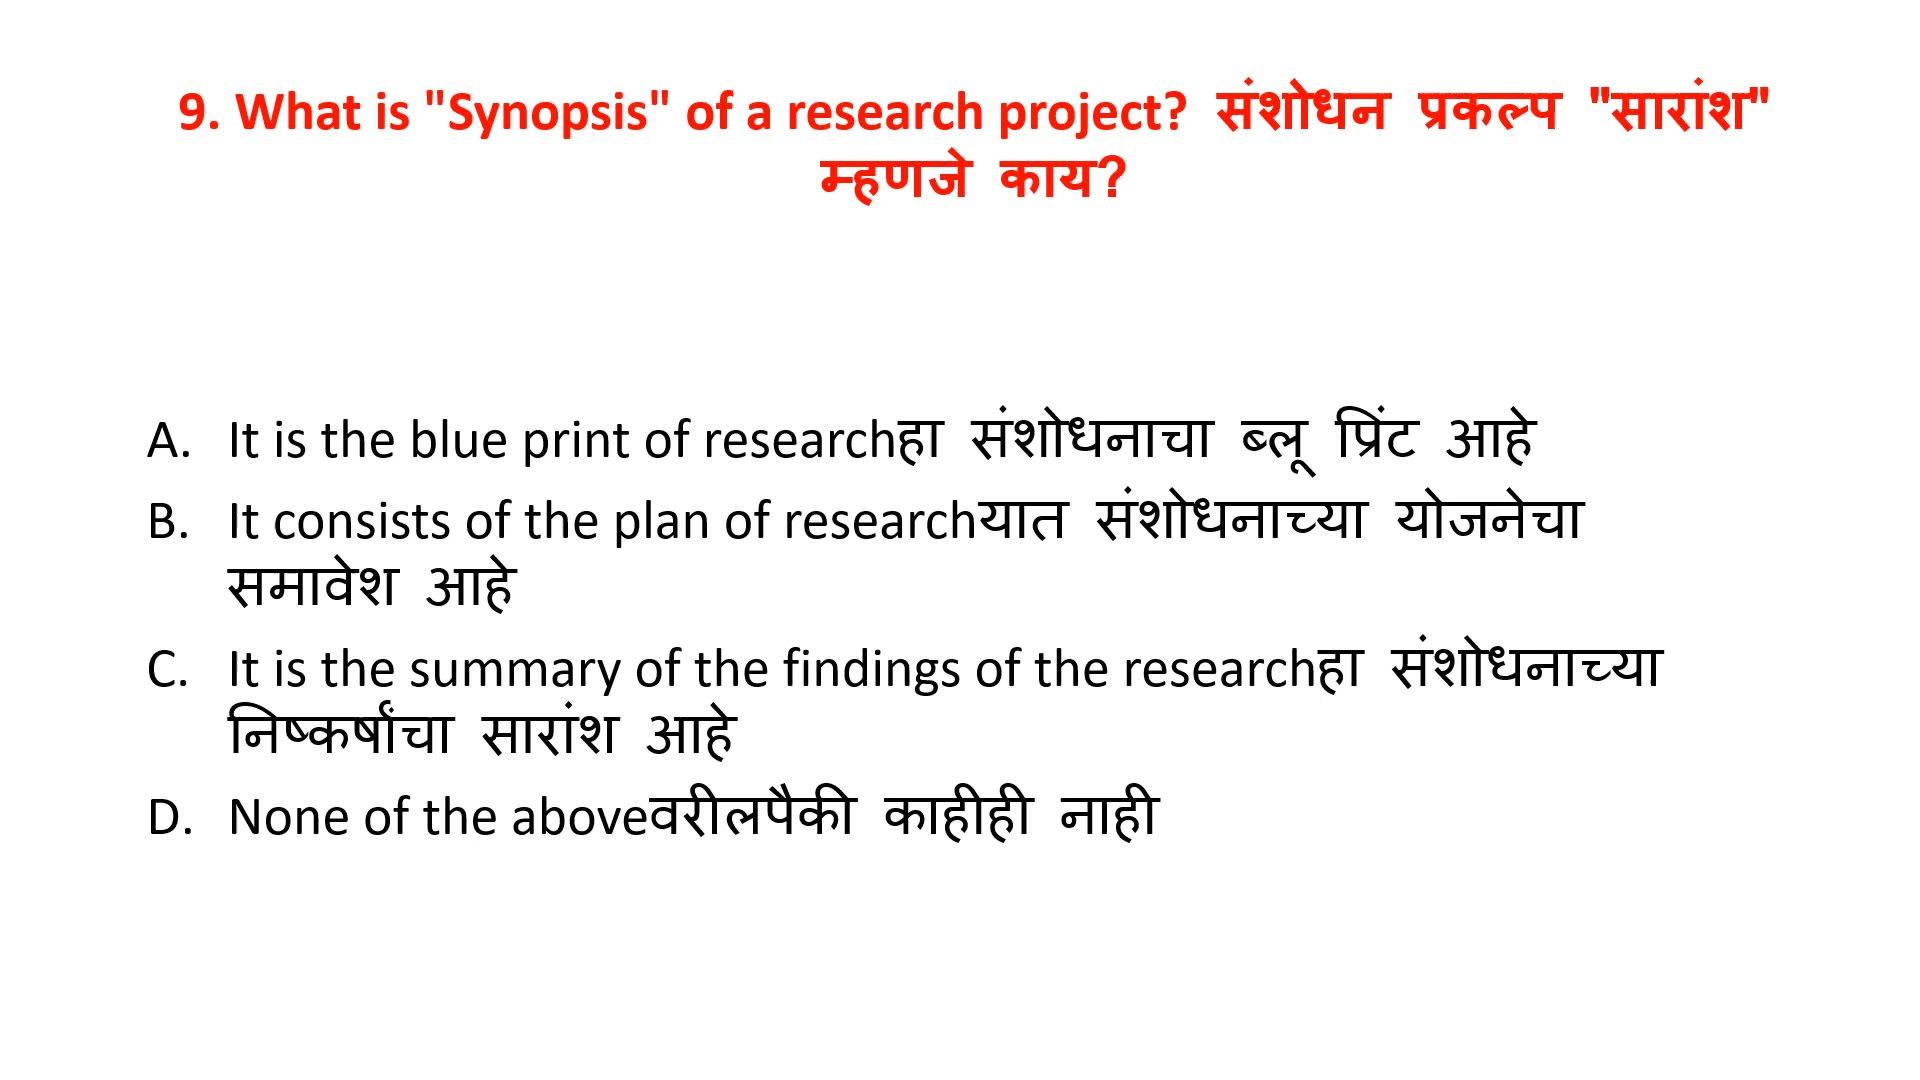 9. What is "Synopsis" of a research project? संशोधन प्रकल्प "सारांश"
म्हणजे काय?
A. It is the blue print of researchहा संशोधनाचा ब्लू प्रिंट आहे
B. It consists of the plan of researchयात संशोधनाच्या योजनेचा
समावेश आहे
C. It is the summary of the findings of the researchहा संशोधनाच्या
निष्कर्षांचा सारांश आहे
D. None of the aboveवरीलपैकी काहीही नाही